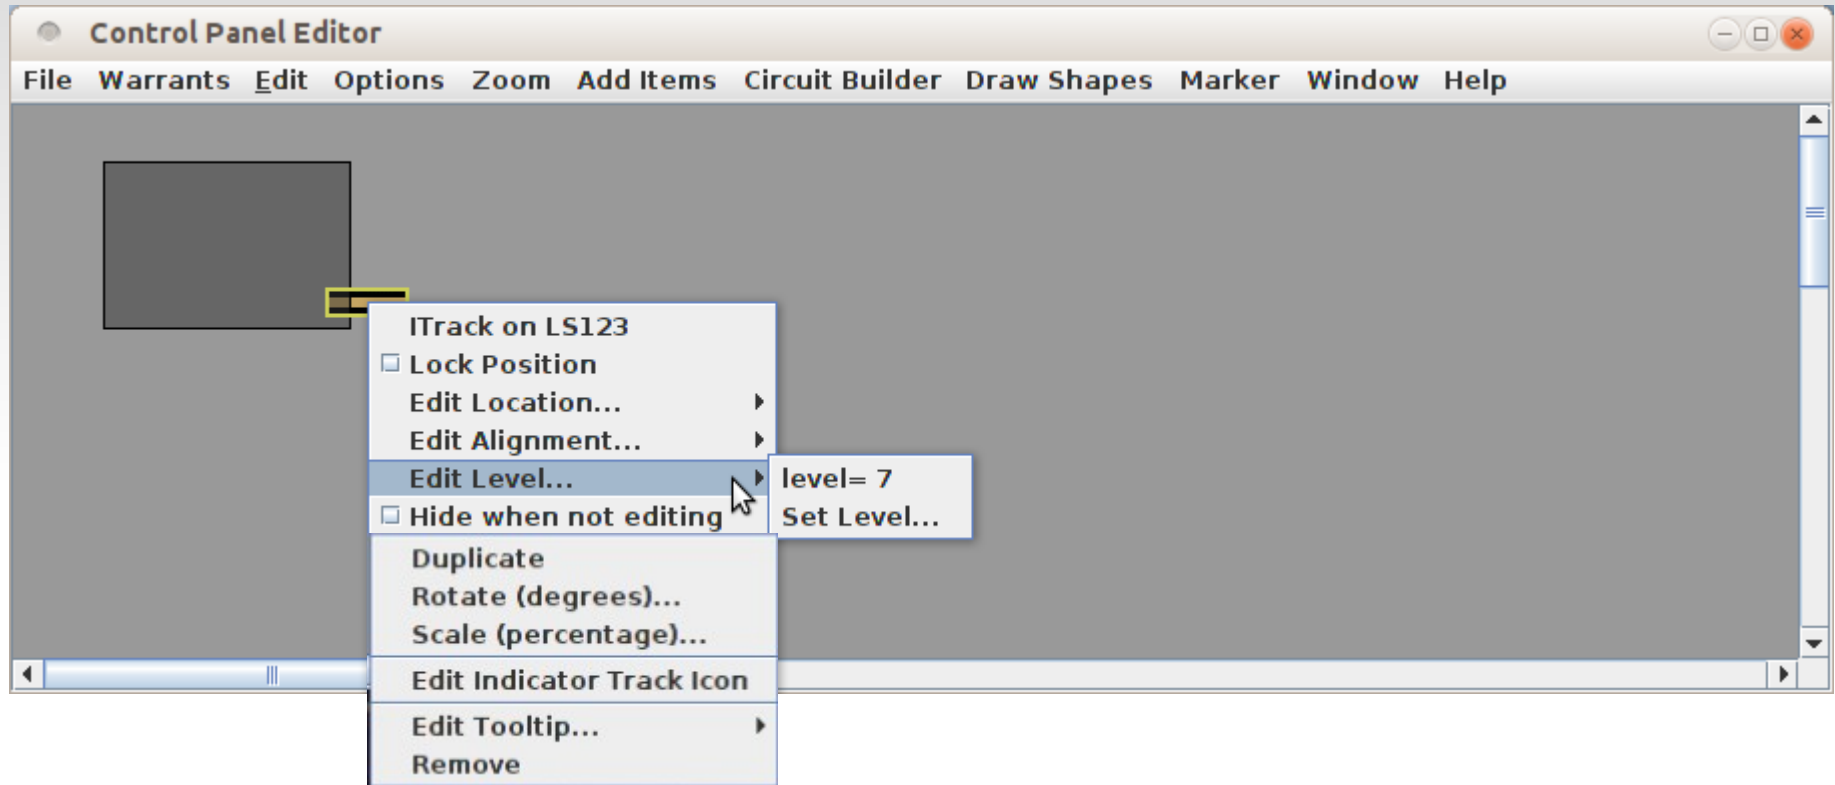 Control Panel Editor
File Warrants Edit Options Zoom Add Items Circuit Builder Draw Shapes Marker Window Help
ITrack on LS123
Lock Position
Edit Location...
Edit Alignment...
Edit Level...
level= 7
Hide when not editing
Set Level...
Duplicate
Rotate (degrees)...
Scale (percentage)...
Edit Indicator Track Icon
Edit Tooltip...
Remove